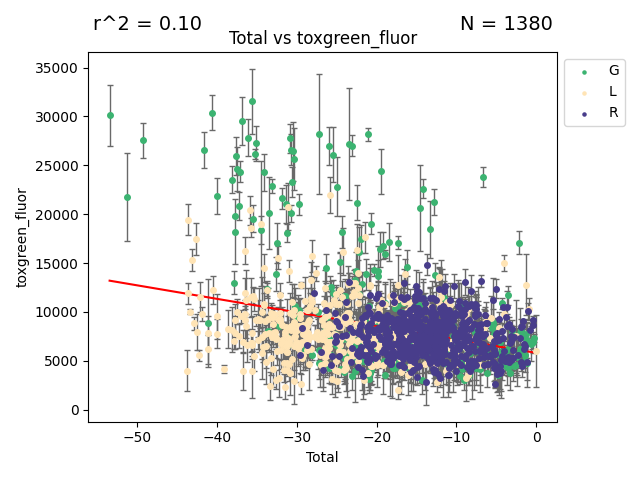 r^2 = 0.10
N = 1380
Total vs toxgreen_fluor
35000
30000
25000
20000
15000
10000
5000
0
toxgreen_fluor
−50
−40
−30
−20
−10
0
Total
G
L
R